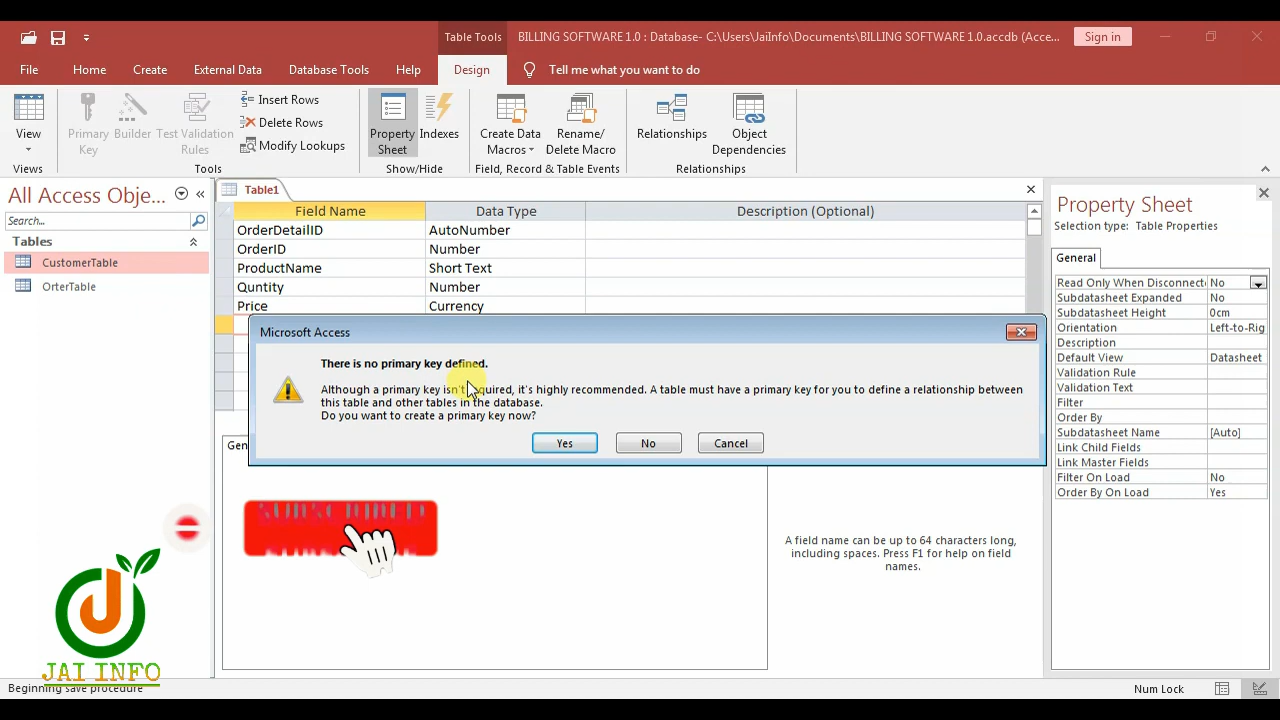 Table Tools
BILLING SOFTWARE 1.0 : Database- C:\Users\JaiInfo\Documents\BILLING SOFTWARE 1.0.accdb (Acce...
Sign in
File
Home
Create
External Data
Database Tools
Help
Design
Tell me what you want to do
View
Primary Key
Builder
Test Validation Rules
Insert Rows
Delete Rows
Modify Lookups
Property Sheet
Indexes
Create Data Macros
Rename/ Delete Macro
Relationships
Object Dependencies
Views
Tools
Show/Hide
Field, Record & Table Events
Relationships
All Access Obje...
Search...
Tables
CustomerTable
OrterTable
Table1
Field Name Data Type Description (Optional)
OrderDetailID AutoNumber
OrderID Number
ProductName Short Text
Quntity Number
Price Currency
Microsoft Access
There is no primary key defined.
Although a primary key isn't required, it's highly recommended. A table must have a primary key for you to define a relationship between
this table and other tables in the database.
Do you want to create a primary key now?
Yes
No
Cancel
Gen
A field name can be up to 64 characters long,
including spaces. Press F1 for help on field
names.
Property Sheet
Selection type: Table Properties
General
Read Only When Disconnect No
Subdatasheet Expanded No
Subdatasheet Height 0cm
Orientation Left-to-Rig
Description
Default View Datasheet
Validation Rule
Validation Text
Filter
Order By
Subdatasheet Name [Auto]
Link Child Fields
Link Master Fields
Filter On Load No
Order By On Load Yes
JAI INFO
Beginning save procedure
Num Lock